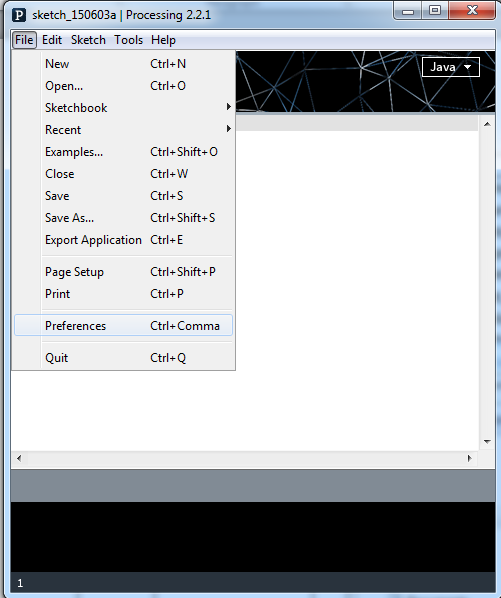 sketch_150603a | Processing 2.2.1
File Edit Sketch Tools Help
Java
New Ctrl+N
Open... Ctrl+O
Sketchbook
Recent
Examples... Ctrl+Shift+O
Close Ctrl+W
Save Ctrl+S
Save As... Ctrl+Shift+S
Export Application Ctrl+E
Page Setup Ctrl+Shift+P
Print Ctrl+P
Preferences Ctrl+Comma
Quit Ctrl+Q
1